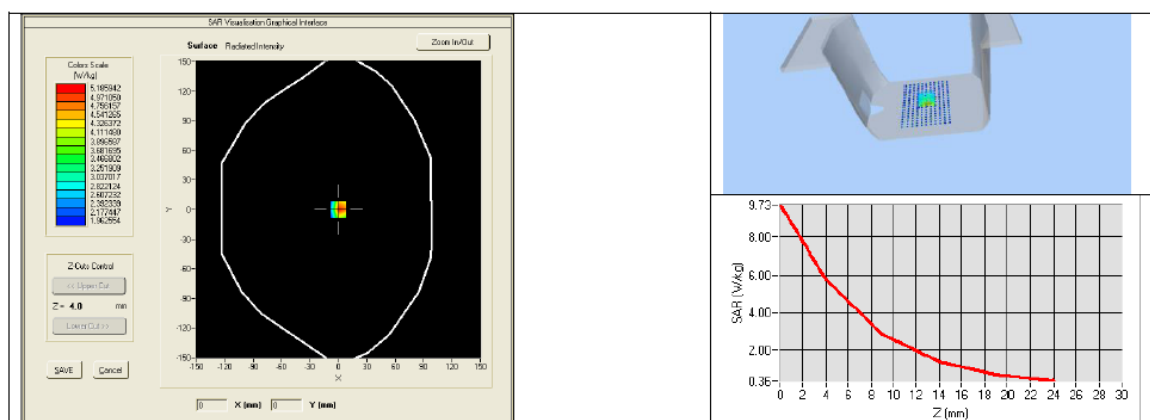 SAR Visualisation Graphical Interface
Surface Radiated Intensity
Zoom In/Out
Colors Scale
(W/kg)
5.185942
4.971050
4.756157
4.541265
4.326372
4.111480
3.896587
3.681695
3.466802
3.251909
3.037017
2.822124
2.607232
2.392339
2.177447
1.962554
150
120
90
60
30
0
-30
-60
-90
-120
-150
Y
-150 -120 -90 -60 -30 0 30 60 90 120 150
X
Z-Cuts Control
<< Upper Cut
Z = 4.0 mm
Lower Cut >>
SAVE Cancel
0 X (mm) 0 Y (mm)
9.73
8.00
6.00
4.00
2.00
0.36
SAR (W/kg)
0 2 4 6 8 10 12 14 16 18 20 22 24 26 28 30
Z (mm)